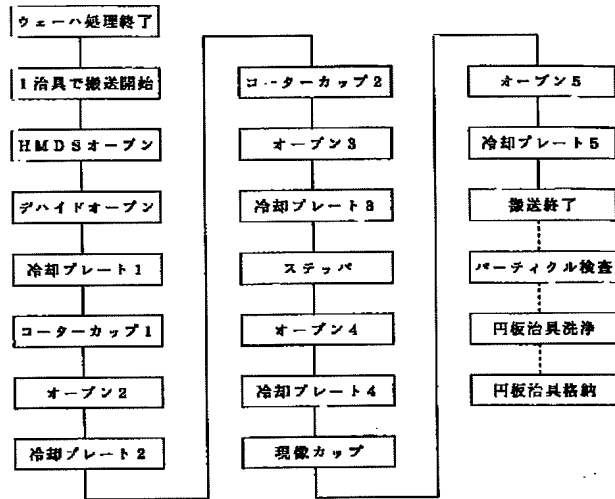 ウェーハ処理終了
1治具で搬送開始
HMDSオーブン
デハイドオーブン
冷却プレート1
コーターカップ1
オーブン2
冷却プレート2
コーターカップ2
オーブン3
冷却プレート3
ステッパ
オーブン4
冷却プレート4
現像カップ
オーブン5
冷却プレート5
搬送終了
パーティクル検査
円板治具洗浄
円板治具格納